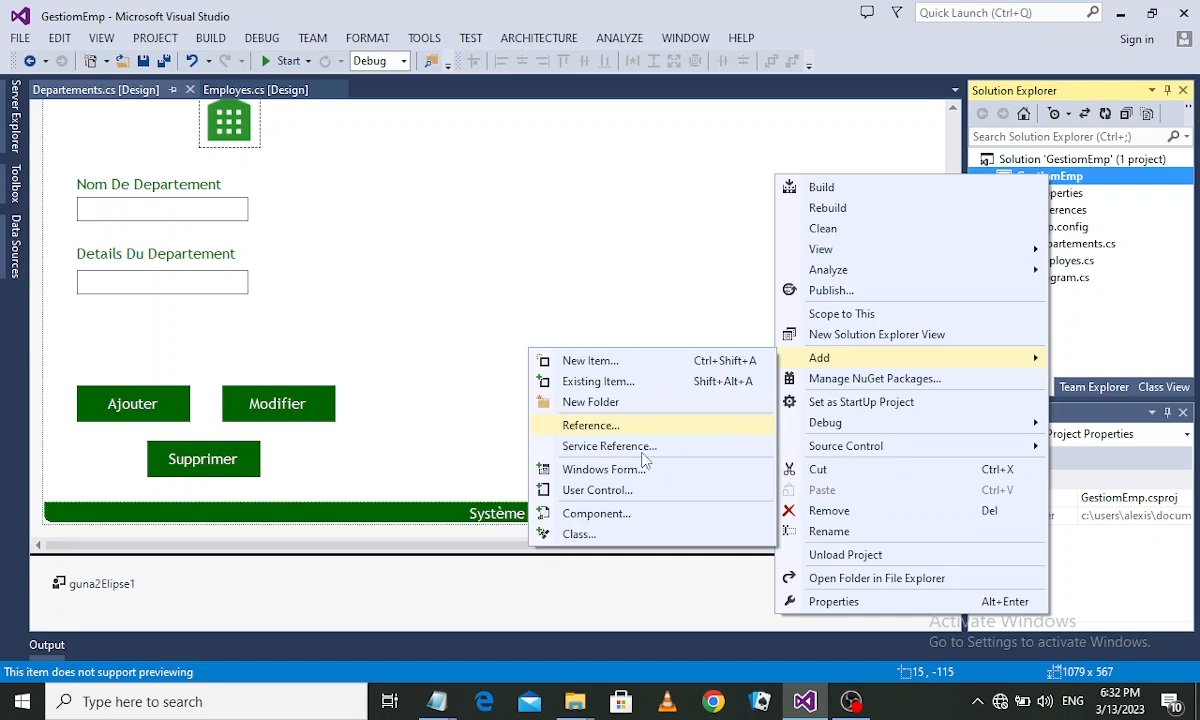 GestiomEmp - Microsoft Visual Studio
Quick Launch (Ctrl+Q)
FILE EDIT VIEW PROJECT BUILD DEBUG TEAM FORMAT TOOLS TEST ARCHITECTURE ANALYZE WINDOW HELP
Sign in
Start
Debug
Departements.cs [Design]
Employes.cs [Design]
Server Explorer
Toolbox
Data Sources
Nom De Departement
Details Du Departement
Ajouter
Modifier
Supprimer
Système
guna2Elipse1
Output
New Item... Ctrl+Shift+A
Existing Item... Shift+Alt+A
New Folder
Reference...
Service Reference...
Windows Form...
User Control...
Component...
Class...
Build
Rebuild
Clean
View
Analyze
Publish...
Scope to This
New Solution Explorer View
Add
Manage NuGet Packages...
Set as StartUp Project
Debug
Source Control
Cut Ctrl+X
Paste Ctrl+V
Remove Del
Rename
Unload Project
Open Folder in File Explorer
Properties Alt+Enter
Solution Explorer
Search Solution Explorer (Ctrl+;)
Solution 'GestiomEmp' (1 project)
GestiomEmp
perties
erences
p.config
partements.cs
ployes.cs
gram.cs
Team Explorer Class View
Project Properties
GestiomEmp.csproj
er c:\users\alexis\docum
Activate Windows
Go to Settings to activate Windows.
This item does not support previewing
15 , -115
1079 x 567
Type here to search
ENG
6:32 PM
3/13/2023
10